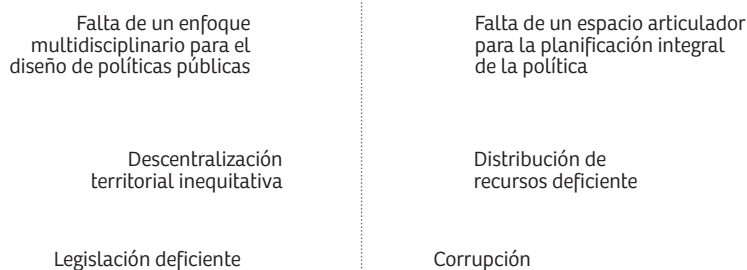 Falta de un enfoque
multidisciplinario para el
diseño de políticas públicas
Falta de un espacio articulador
para la planificación integral
de la política
Descentralización
territorial inequitativa
Distribución de
recursos deficiente
Legislación deficiente
Corrupción